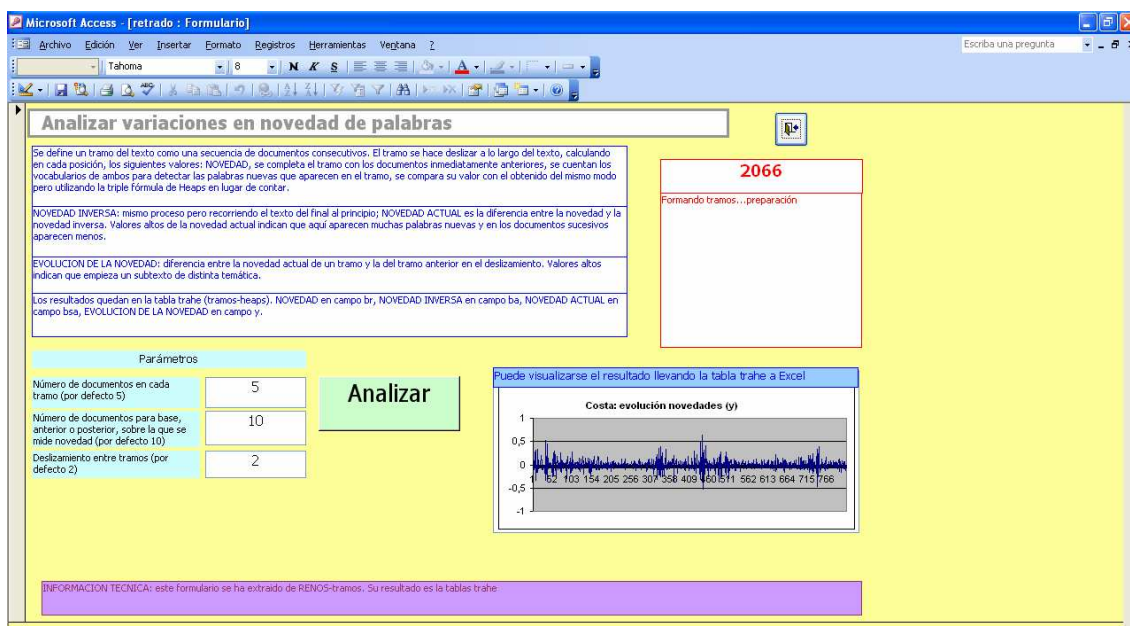 Microsoft Access - [retrado : Formulario]
Archivo Edición Ver Insertar Formato Registros Herramientas Ventana ?
Escriba una pregunta
Tahoma 8 N K S
Analizar variaciones en novedad de palabras
Se define un tramo del texto como una secuencia de documentos consecutivos. El tramo se hace deslizar a lo largo del texto, calculando
en cada posición, los siguientes valores: NOVEDAD, se completa el tramo con los documentos inmediatamente anteriores, se cuentan los
vocabularios de ambos para detectar las palabras nuevas que aparecen en el tramo, se compara su valor con el obtenido del mismo modo
pero utilizando la triple fórmula de Heaps en lugar de contar.
NOVEDAD INVERSA: mismo proceso pero recorriendo el texto del final al principio; NOVEDAD ACTUAL es la diferencia entre la novedad y la
novedad inversa. Valores altos de la novedad actual indican que aquí aparecen muchas palabras nuevas y en los documentos sucesivos
aparecen menos.
EVOLUCION DE LA NOVEDAD: diferencia entre la novedad actual de un tramo y la del tramo anterior en el deslizamiento. Valores altos
indican que empieza un subtexto de distinta temática.
Los resultados quedan en la tabla trahe (tramos-heaps). NOVEDAD en campo br, NOVEDAD INVERSA en campo ba, NOVEDAD ACTUAL en
campo bsa, EVOLUCION DE LA NOVEDAD en campo y.
2066
Formando tramos...preparación
Parámetros
Número de documentos en cada
tramo (por defecto 5)
5
Número de documentos para base,
anterior o posterior, sobre la que se
mide novedad (por defecto 10)
10
Deslizamiento entre tramos (por
defecto 2)
2
Analizar
Puede visualizarse el resultado llevando la tabla trahe a Excel
Costa: evolución novedades (y)
1
0,5
0
-0,5
-1
1 52 103 154 205 256 307 358 409 460 511 562 613 664 715 766
INFORMACION TECNICA: este formulario se ha extraido de RENOS-tramos. Su resultado es la tablas trahe